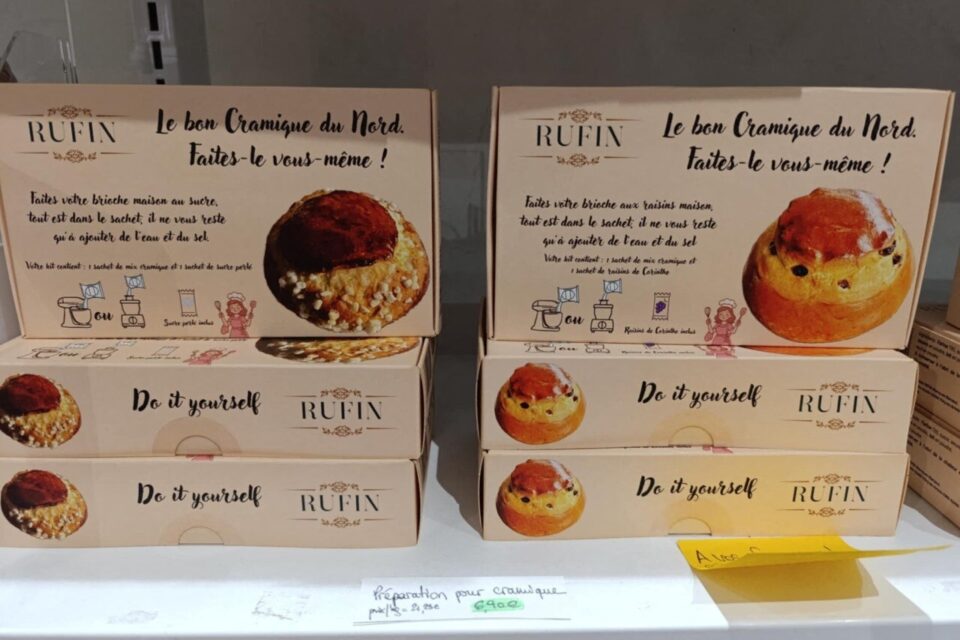 RUFIN
Le bon Cramique du Nord.
Faites-le vous-même !
Faites votre brioche maison au sucre,
tout est dans le sachet, il ne vous reste
qu'à ajouter de l'eau et du sel.
Votre kit contient : 1 sachet de mix cramique et 1 sachet de sucre perlé
ou
Sucre perlé inclus
Do it yourself
RUFIN
Do it yourself
RUFIN
RUFIN
Le bon Cramique du Nord.
Faites-le vous-même !
Faites votre brioche aux raisins maison,
tout est dans le sachet, il ne vous reste
qu'à ajouter de l'eau et du sel
Votre kit contient : 1 sachet de mix cramique et
1 sachet de raisins de Corinthe
ou
Raisins de Corinthe inclus
Do it yourself
RUFIN
Do it yourself
RUFIN
Préparation pour cramique
6,90€